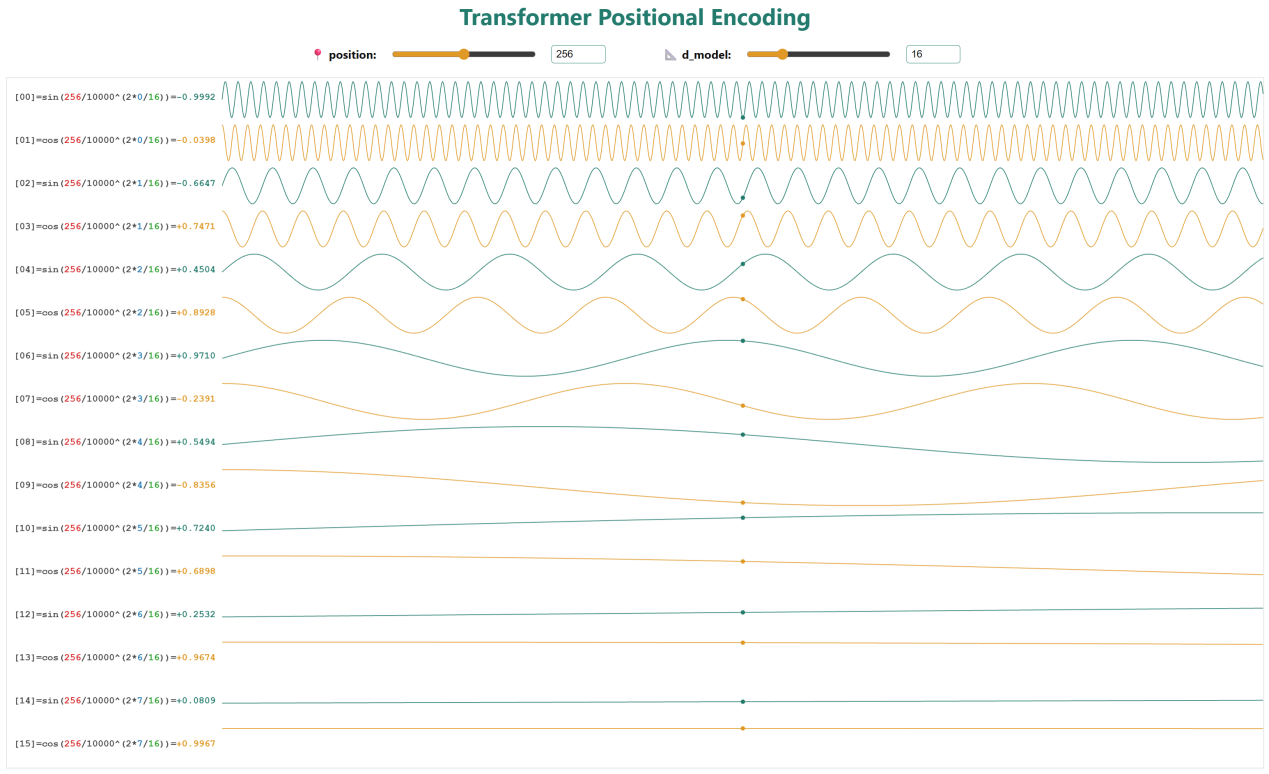 Transformer Positional Encoding
position: 256 d_model: 16
[00]=sin(256/10000^(2*0/16))=-0.9992
[01]=cos(256/10000^(2*0/16))=-0.0398
[02]=sin(256/10000^(2*1/16))=-0.6647
[03]=cos(256/10000^(2*1/16))=+0.7471
[04]=sin(256/10000^(2*2/16))=+0.4504
[05]=cos(256/10000^(2*2/16))=+0.8928
[06]=sin(256/10000^(2*3/16))=+0.9710
[07]=cos(256/10000^(2*3/16))=-0.2391
[08]=sin(256/10000^(2*4/16))=+0.5494
[09]=cos(256/10000^(2*4/16))=-0.8356
[10]=sin(256/10000^(2*5/16))=+0.7240
[11]=cos(256/10000^(2*5/16))=+0.6898
[12]=sin(256/10000^(2*6/16))=+0.2532
[13]=cos(256/10000^(2*6/16))=+0.9674
[14]=sin(256/10000^(2*7/16))=+0.0809
[15]=cos(256/10000^(2*7/16))=+0.9967